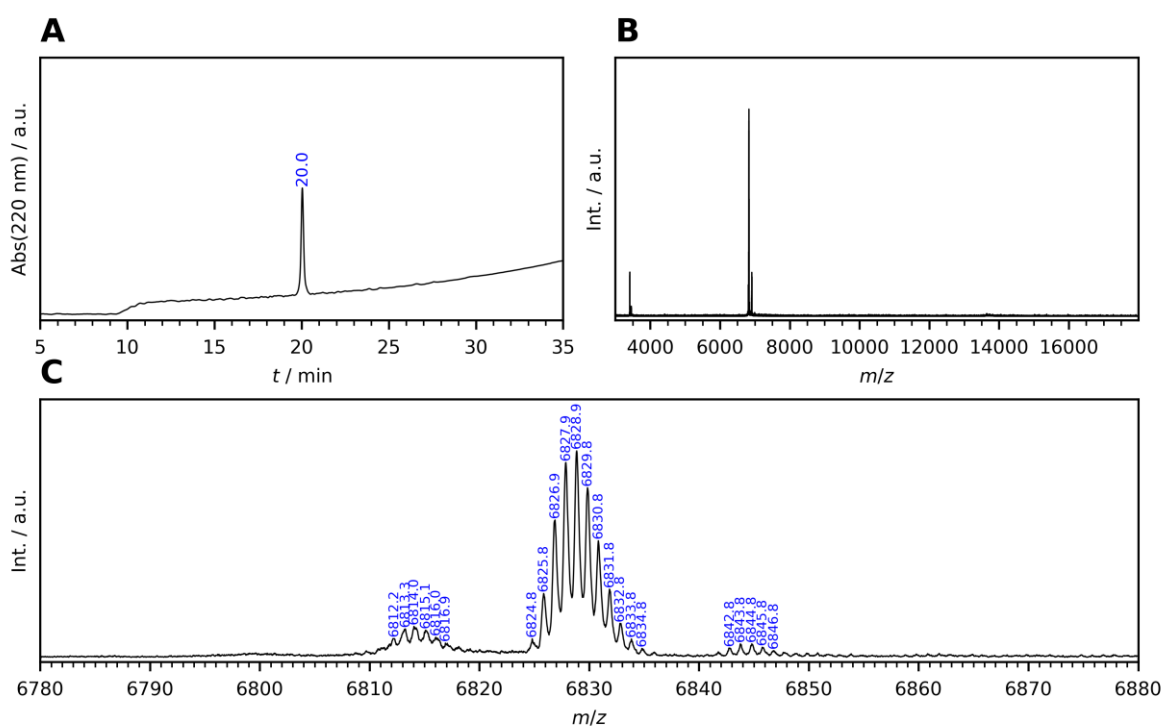 A
Abs(220 nm) / a.u.
20.0
5 10 15 20 25 30 35
t / min
B
Int. / a.u.
4000 6000 8000 10000 12000 14000 16000
m/z
C
Int. / a.u.
6812.2
6813.3
6814.0
6815.1
6816.0
6816.9
6824.8
6825.8
6826.9
6827.9
6828.9
6829.8
6830.8
6831.8
6832.8
6833.8
6834.8
6842.8
6843.8
6844.8
6845.8
6846.8
6780 6790 6800 6810 6820 6830 6840 6850 6860 6870 6880
m/z